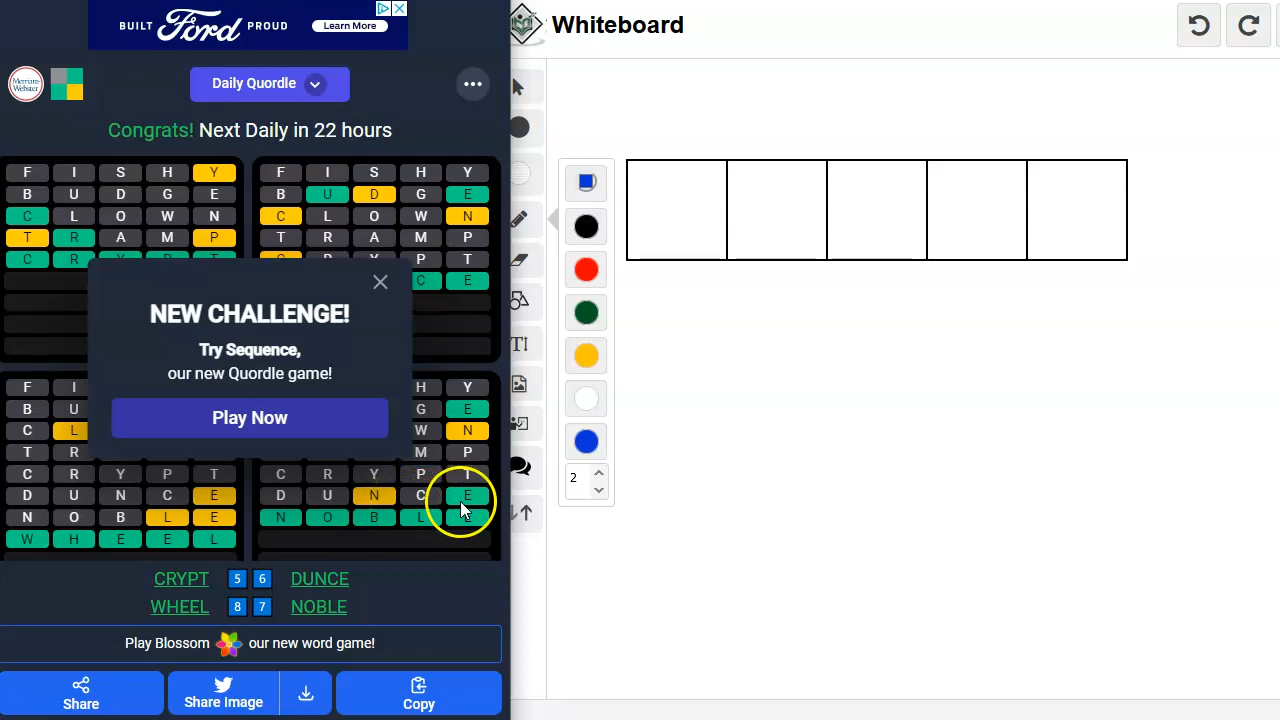 BUILT Ford PROUD Learn More
Whiteboard
Merriam-Webster
Daily Quordle
Congrats! Next Daily in 22 hours
F I S H Y
B U D G E
C L O W N
T R A M P
C R Y P T
F I S H Y
B U D G E
C L O W N
T R A M P
C R Y P T
C E
NEW CHALLENGE!
Try Sequence,
our new Quordle game!
Play Now
F I
B U
C L
T R
C R Y P T
D U N C E
N O B L E
W H E E L
H Y
G E
W N
M P
C R Y P T
D U N C E
N O B L E
CRYPT 5 6 DUNCE
WHEEL 8 7 NOBLE
Play Blossom our new word game!
Share
Share Image
Copy
T
2